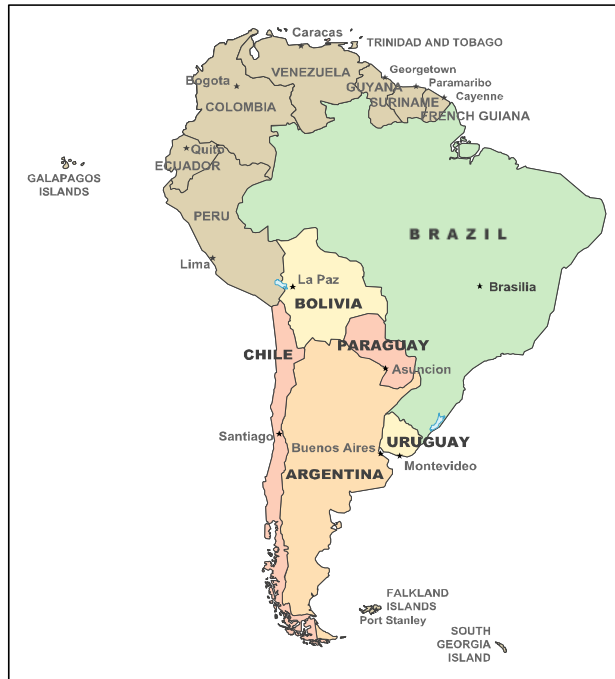 Caracas
TRINIDAD AND TOBAGO
VENEZUELA
Georgetown
Bogota
GUYANA
Paramaribo
COLOMBIA
SURINAME
Cayenne
FRENCH GUIANA
Quito
ECUADOR
GALAPAGOS
ISLANDS
PERU
BRAZIL
Lima
La Paz
Brasilia
BOLIVIA
CHILE
PARAGUAY
Asuncion
Santiago
Buenos Aires
URUGUAY
Montevideo
ARGENTINA
FALKLAND
ISLANDS
Port Stanley
SOUTH
GEORGIA
ISLAND